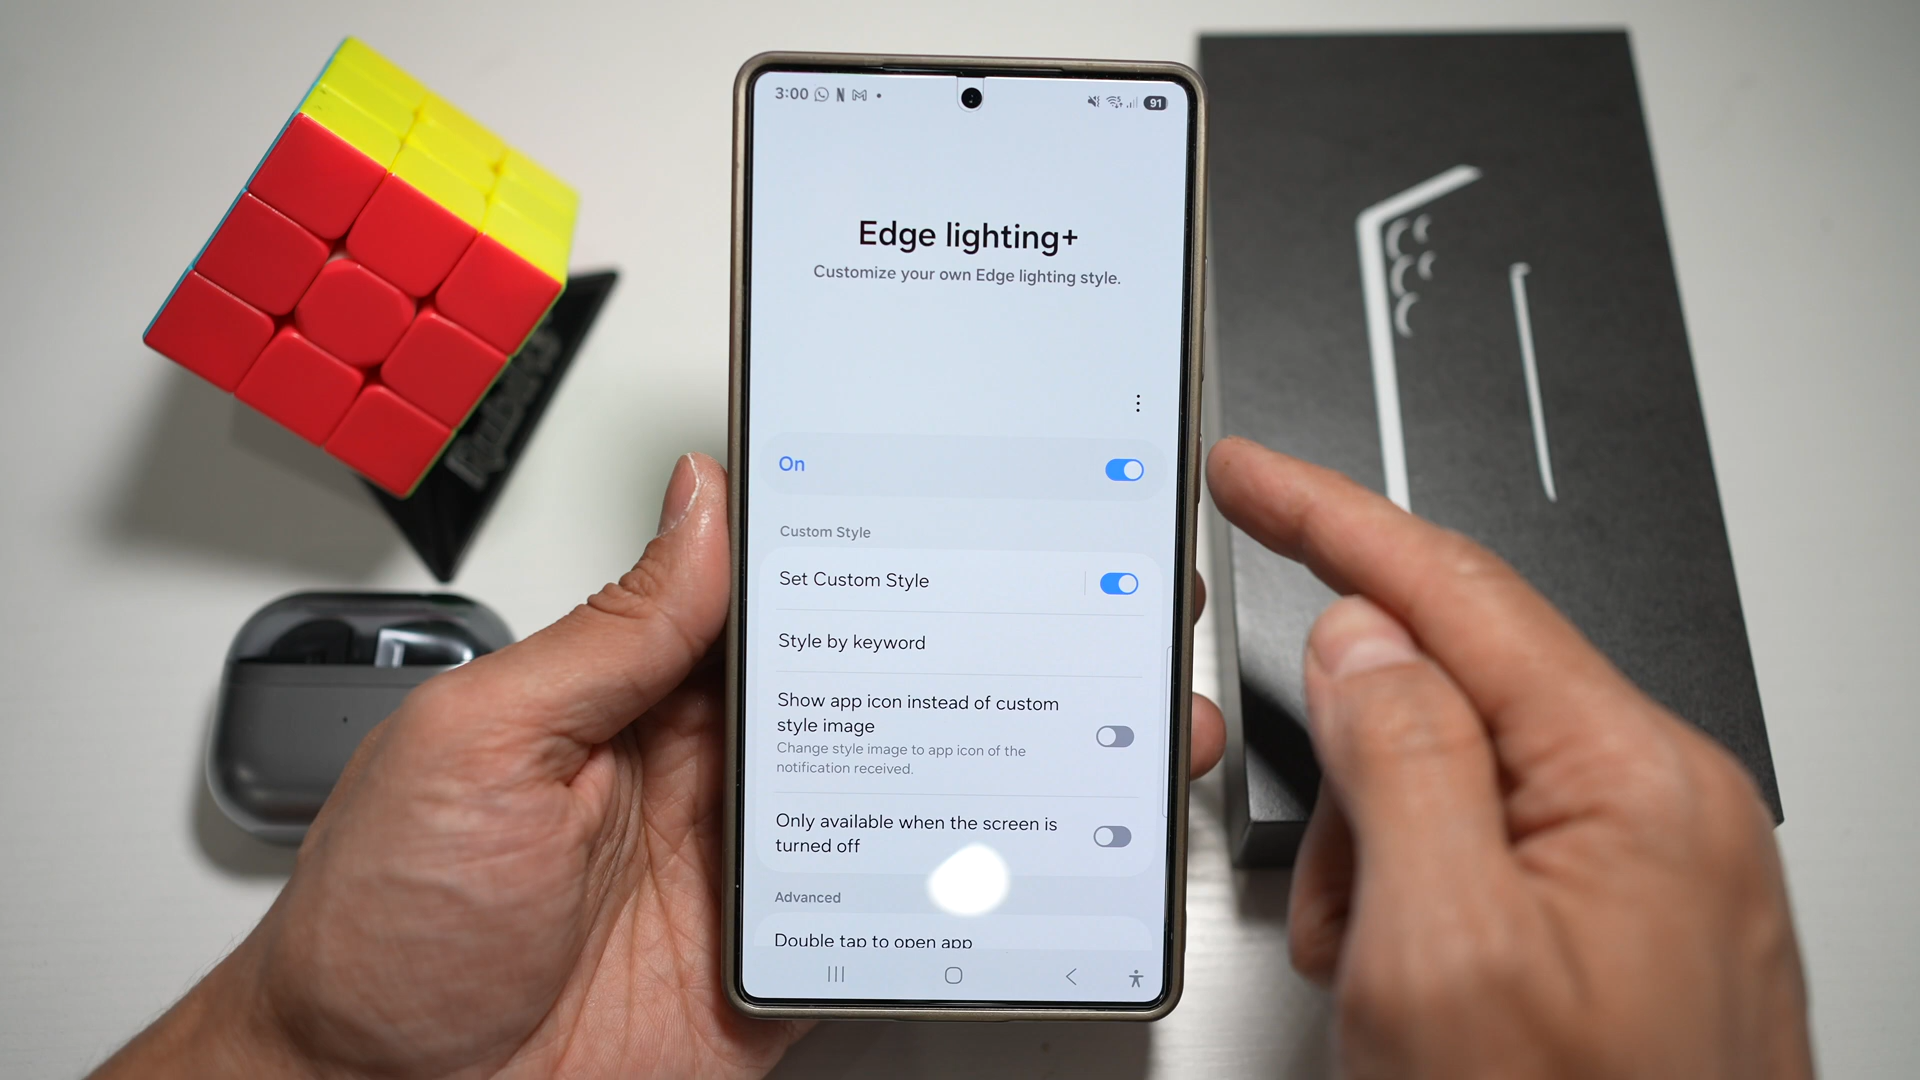 3:00
91
Edge lighting+
Customize your own Edge lighting style.
On
Custom Style
Set Custom Style
Style by keyword
Show app icon instead of custom
style image
Change style image to app icon of the
notification received.
Only available when the screen is
turned off
Advanced
Double tap to open app